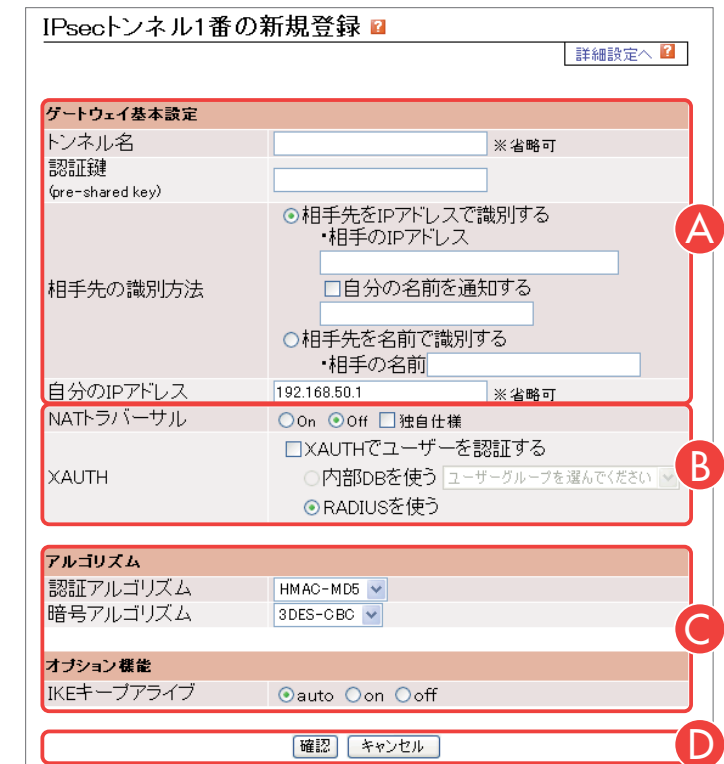 IPsecトンネル1番の新規登録 ?
詳細設定へ ?
ゲートウェイ基本設定
トンネル名 ※省略可
認証鍵
(pre-shared key)
相手先の識別方法
相手先をIPアドレスで識別する
・相手のIPアドレス
自分の名前を通知する
相手先を名前で識別する
・相手の名前
A
自分のIPアドレス 192.168.50.1 ※省略可
NATトラバーサル On Off 独自仕様
XAUTH
XAUTHでユーザーを認証する
内部DBを使う ユーザーグループを選んでください
RADIUSを使う
B
アルゴリズム
認証アルゴリズム HMAC-MD5
暗号アルゴリズム 3DES-CBC
C
オプション機能
IKEキープアライブ auto on off
確認 キャンセル
D